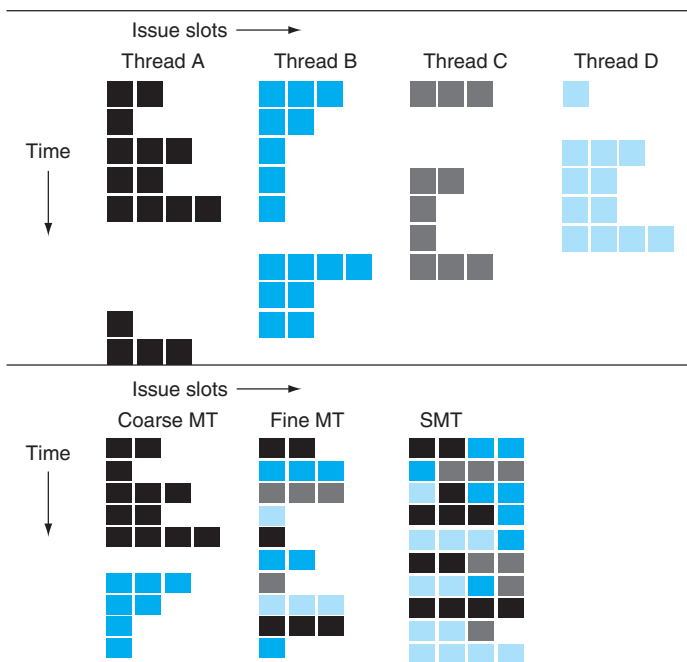 Issue slots
Thread A Thread B Thread C Thread D
Time
Issue slots
Coarse MT Fine MT SMT
Time